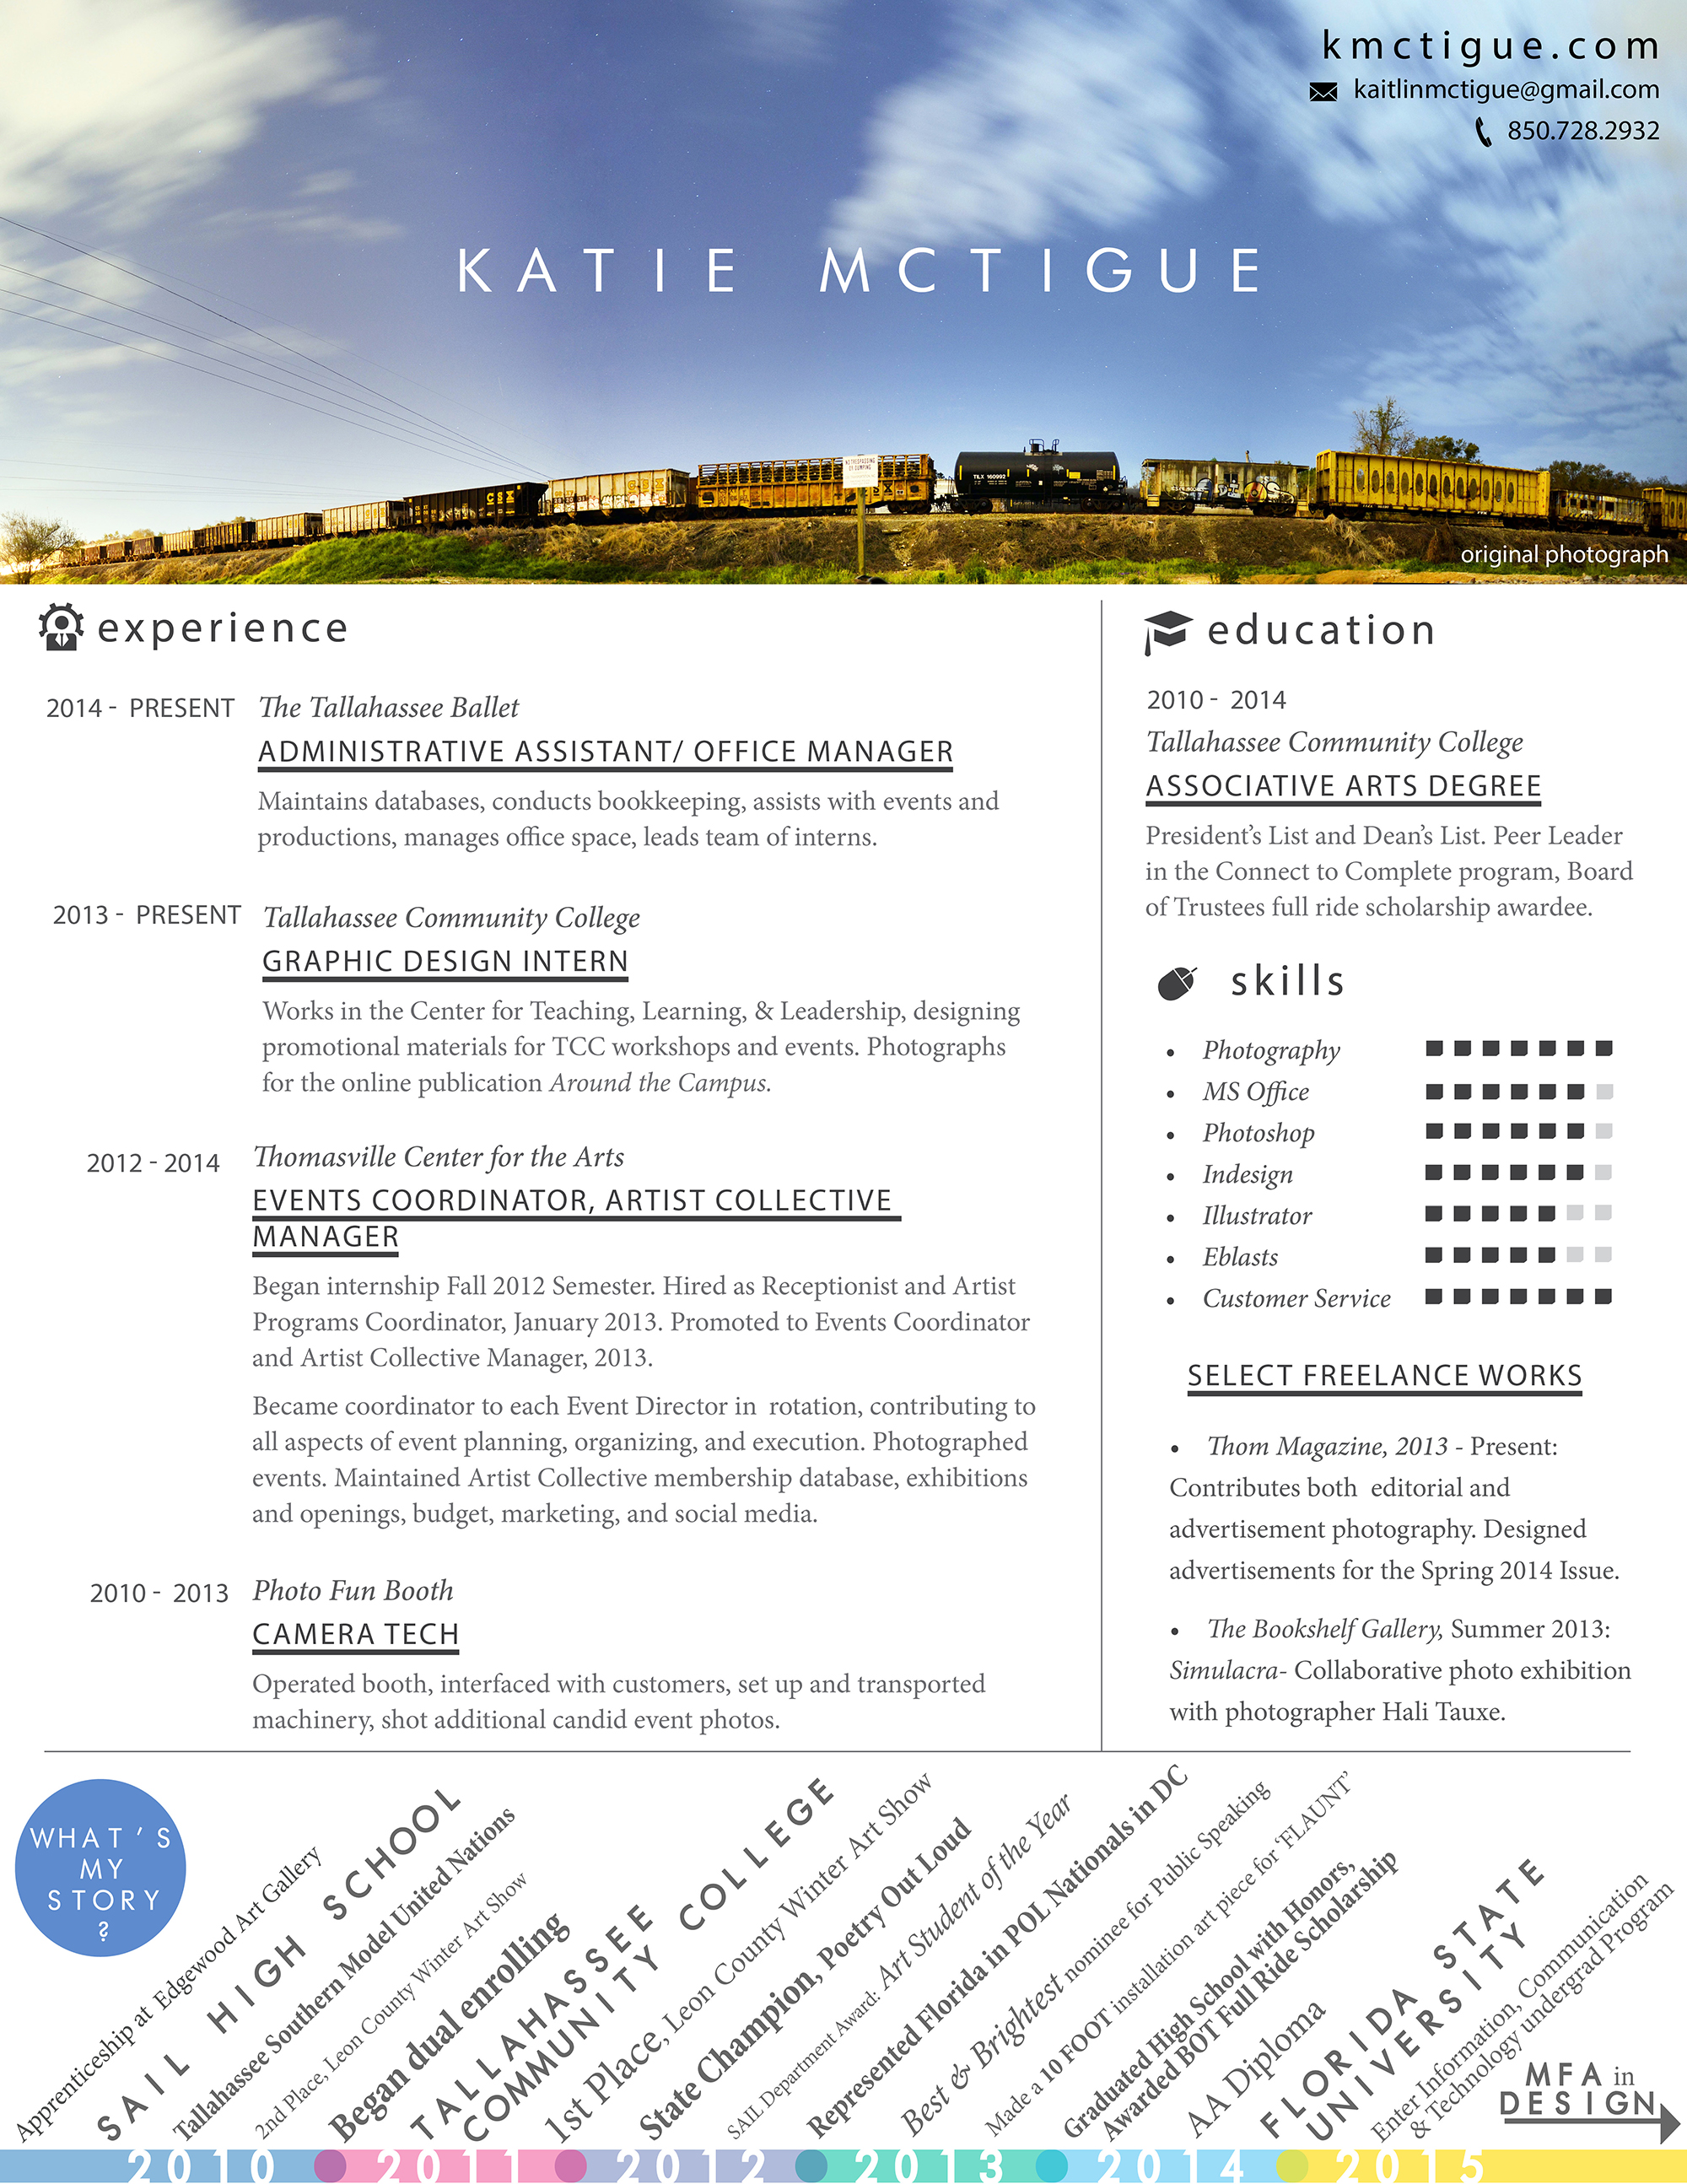 kmctigue.com
kaitlinmctigue@gmail.com
850.728.2932
KATIE MCTIGUE
NO TRESPASSING
CSX
CSX
TILX 160992
original photograph
experience
2014 - PRESENT The Tallahassee Ballet
ADMINISTRATIVE ASSISTANT/ OFFICE MANAGER
Maintains databases, conducts bookkeeping, assists with events and
productions, manages office space, leads team of interns.
2013 - PRESENT Tallahassee Community College
GRAPHIC DESIGN INTERN
Works in the Center for Teaching, Learning, & Leadership, designing
promotional materials for TCC workshops and events. Photographs
for the online publication Around the Campus.
2012 - 2014 Thomasville Center for the Arts
EVENTS COORDINATOR, ARTIST COLLECTIVE
MANAGER
Began internship Fall 2012 Semester. Hired as Receptionist and Artist
Programs Coordinator, January 2013. Promoted to Events Coordinator
and Artist Collective Manager, 2013.
Became coordinator to each Event Director in rotation, contributing to
all aspects of event planning, organizing, and execution. Photographed
events. Maintained Artist Collective membership database, exhibitions
and openings, budget, marketing, and social media.
2010 - 2013 Photo Fun Booth
CAMERA TECH
Operated booth, interfaced with customers, set up and transported
machinery, shot additional candid event photos.
education
2010 - 2014
Tallahassee Community College
ASSOCIATIVE ARTS DEGREE
President's List and Dean's List. Peer Leader
in the Connect to Complete program, Board
of Trustees full ride scholarship awardee.
skills
• Photography
• MS Office
• Photoshop
• Indesign
• Illustrator
• Eblasts
• Customer Service
SELECT FREELANCE WORKS
• Thom Magazine, 2013 - Present:
Contributes both editorial and
advertisement photography. Designed
advertisements for the Spring 2014 Issue.
• The Bookshelf Gallery, Summer 2013:
Simulacra- Collaborative photo exhibition
with photographer Hali Tauxe.
WHAT'S
MY
STORY
?
Apprenticeship at Edgewood Art Gallery
SAIL HIGH SCHOOL
Tallahassee Southern Model United Nations
2nd Place, Leon County Winter Art Show
Began dual enrolling
TALLAHASSEE
COMMUNITY COLLEGE
1st Place, Leon County Winter Art Show
State Champion, Poetry Out Loud
SAIL Department Award: Art Student of the Year
Represented Florida in POL Nationals in DC
Best & Brightest nominee for Public Speaking
Made a 10 FOOT installation art piece for 'FLAUNT'
Graduated High School with Honors,
Awarded BOT Full Ride Scholarship
AA Diploma
FLORIDA STATE
UNIVERSITY
Enter Information, Communication
& Technology undergrad Program
MFA in
DESIGN
2010 2011 2012 2013 2014 2015